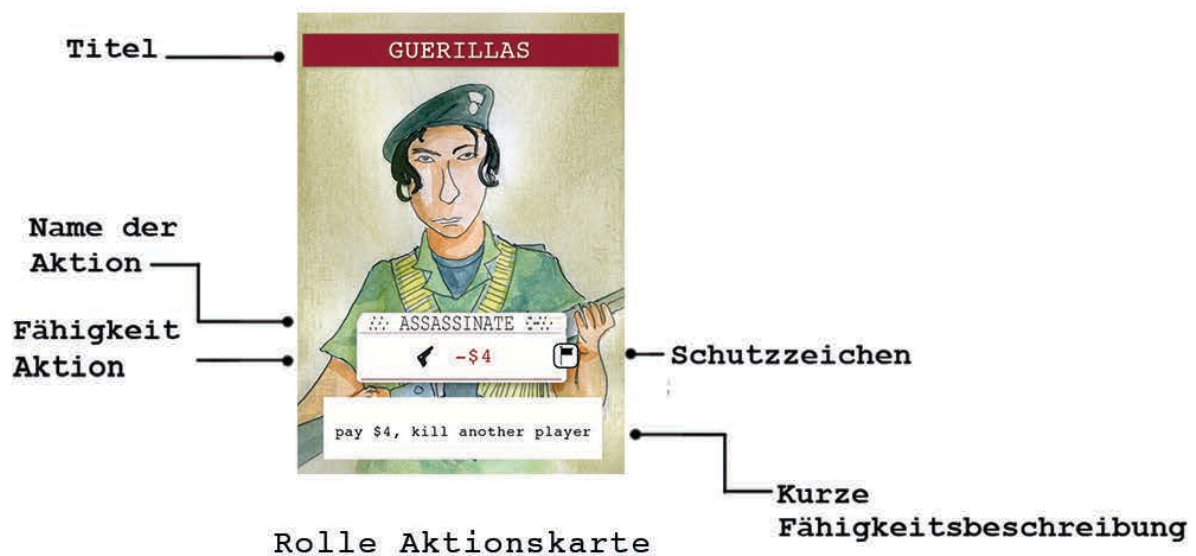 Titel
GUERILLAS
Name der
Aktion
Fähigkeit
Aktion
ASSASSINATE
-$4
Schutzzeichen
pay $4, kill another player
Kurze
Fähigkeitsbeschreibung
Rolle Aktionskarte